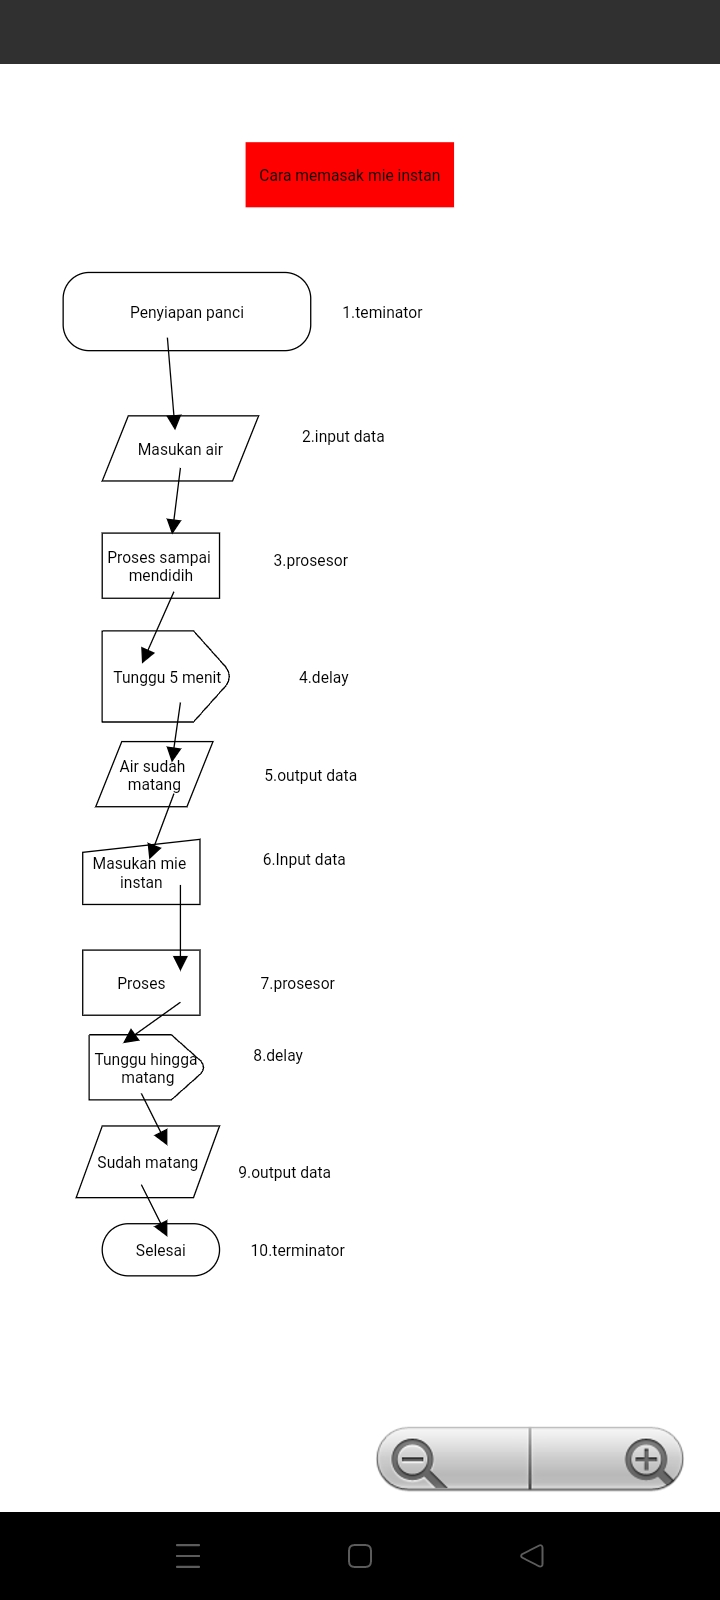 Cara memasak mie instan
Penyiapan panci
1.teminator
Masukan air
2.input data
Proses sampai
mendidih
3.prosesor
Tunggu 5 menit
4.delay
Air sudah
matang
5.output data
Masukan mie
instan
6.Input data
Proses
7.prosesor
Tunggu hingga
matang
8.delay
Sudah matang
9.output data
Selesai
10.terminator